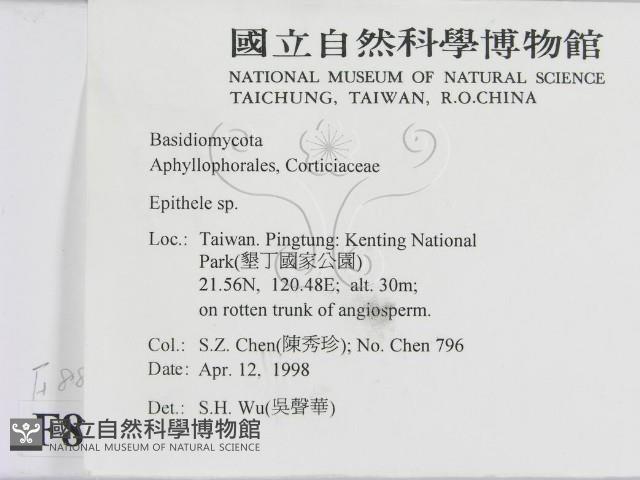 國立自然科學博物館
NATIONAL MUSEUM OF NATURAL SCIENCE
TAICHUNG, TAIWAN, R.O.CHINA
Basidiomycota
Aphyllophorales, Corticiaceae
Epithele sp.
Loc.: Taiwan. Pingtung: Kenting National
Park(墾丁國家公園)
21.56N, 120.48E; alt. 30m;
on rotten trunk of angiosperm.
Col.: S.Z. Chen(陳秀珍); No. Chen 796
Date: Apr. 12, 1998
Det.: S.H. Wu(吳聲華)
F8
國立自然科學博物館
NATIONAL MUSEUM OF NATURAL SCIENCE